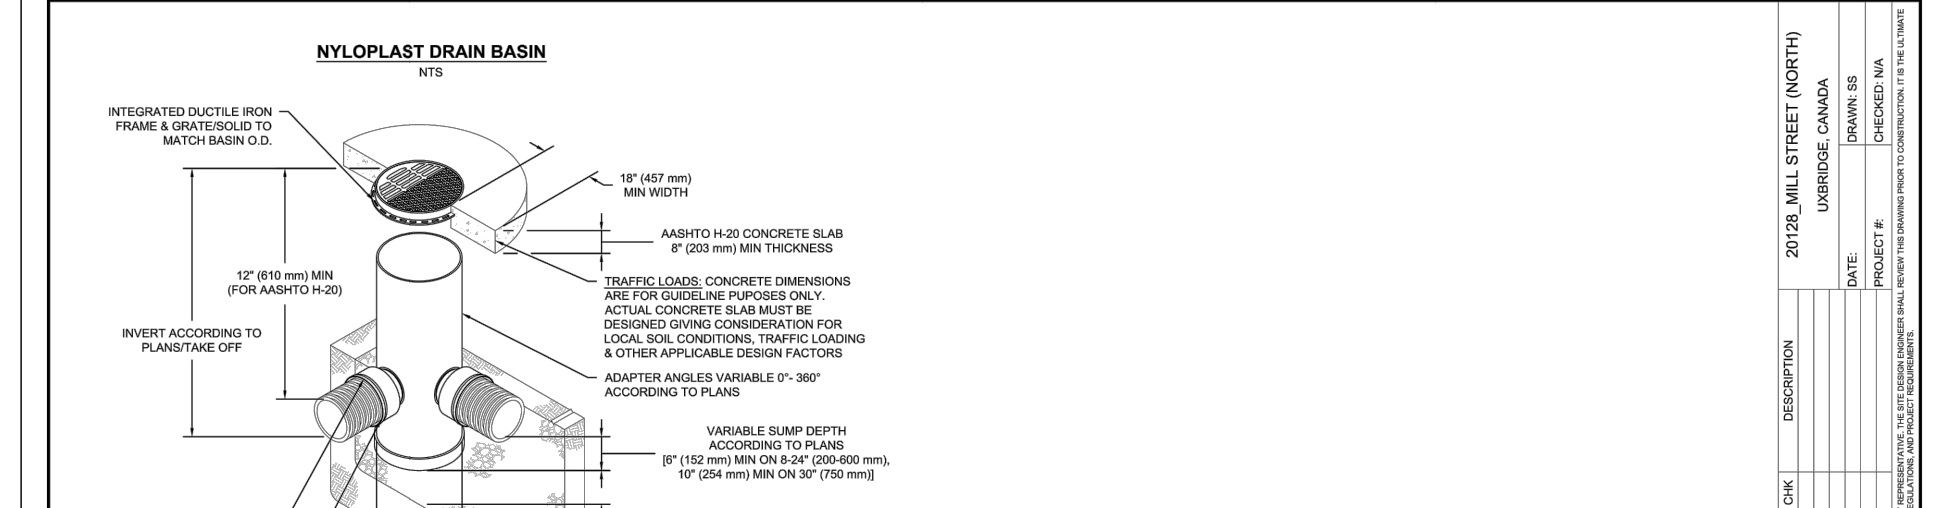 NYLOPLAST DRAIN BASIN
NTS
INTEGRATED DUCTILE IRON
FRAME & GRATE/SOLID TO
MATCH BASIN O.D.
18" (457 mm)
MIN WIDTH
AASHTO H-20 CONCRETE SLAB
8" (203 mm) MIN THICKNESS
12" (610 mm) MIN
(FOR AASHTO H-20)
TRAFFIC LOADS: CONCRETE DIMENSIONS
ARE FOR GUIDELINE PUPOSES ONLY.
ACTUAL CONCRETE SLAB MUST BE
DESIGNED GIVING CONSIDERATION FOR
LOCAL SOIL CONDITIONS, TRAFFIC LOADING
& OTHER APPLICABLE DESIGN FACTORS
INVERT ACCORDING TO
PLANS/TAKE OFF
ADAPTER ANGLES VARIABLE 0°- 360°
ACCORDING TO PLANS
VARIABLE SUMP DEPTH
ACCORDING TO PLANS
[6" (152 mm) MIN ON 8-24" (200-600 mm),
10" (254 mm) MIN ON 30" (750 mm)]
20128_MILL STREET (NORTH)
UXBRIDGE, CANADA
DATE:
DRAWN: SS
PROJECT #:
CHECKED: N/A
DESCRIPTION
CHK
REPRESENTATIVE. THE SITE DESIGN ENGINEER SHALL REVIEW THIS DRAWING PRIOR TO CONSTRUCTION. IT IS THE ULTIMATE
EGULATIONS, AND PROJECT REQUIREMENTS.